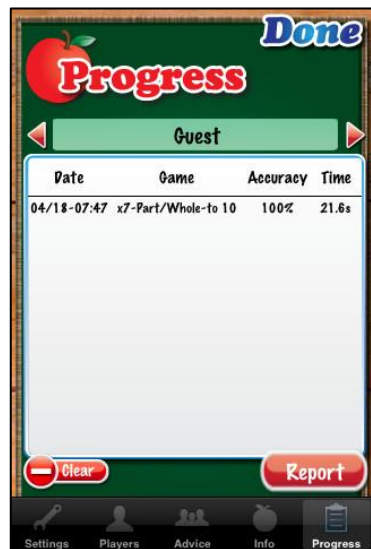 Done
Progress
Guest
Date Game Accuracy Time
04/18-07:47 x7-Part/Whole-to 10 100% 21.6s
Clear
Report
Settings Players Advice Info Progress